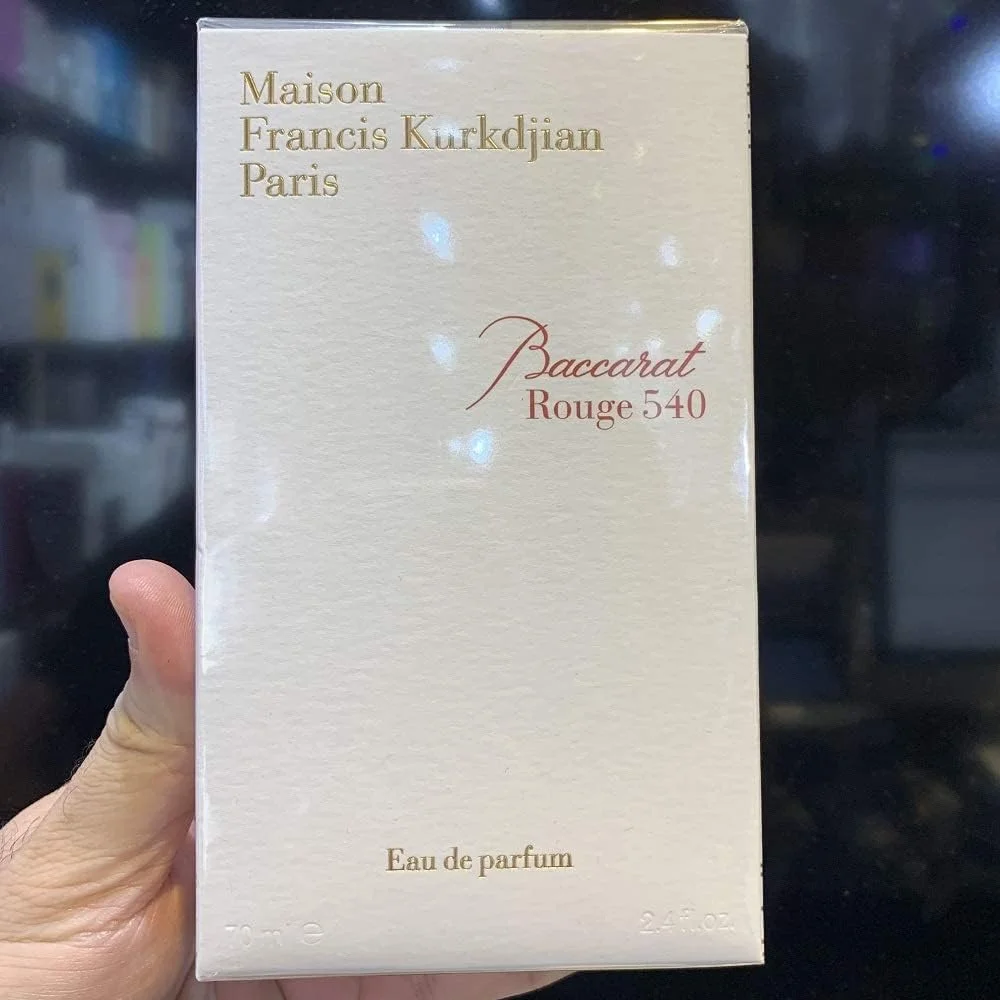 Maison
Francis Kurkdjian
Paris
Baccarat
Rouge 540
Eau de parfum
70 ml ℮
2.4 fl.oz.